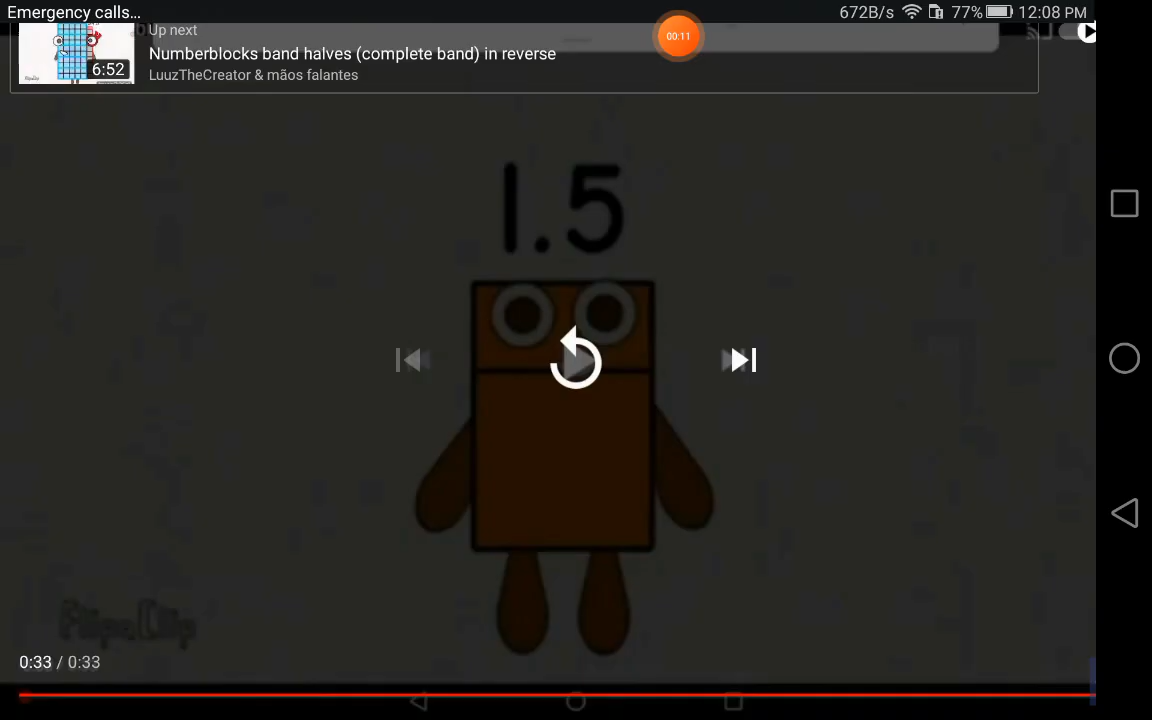 Emergency calls...
672B/s 77% 12:08 PM
Up next
00:11
Numberblocks band halves (complete band) in reverse
6:52
LuuzTheCreator & mãos falantes
1.5
FlipaClip
0:33 / 0:33